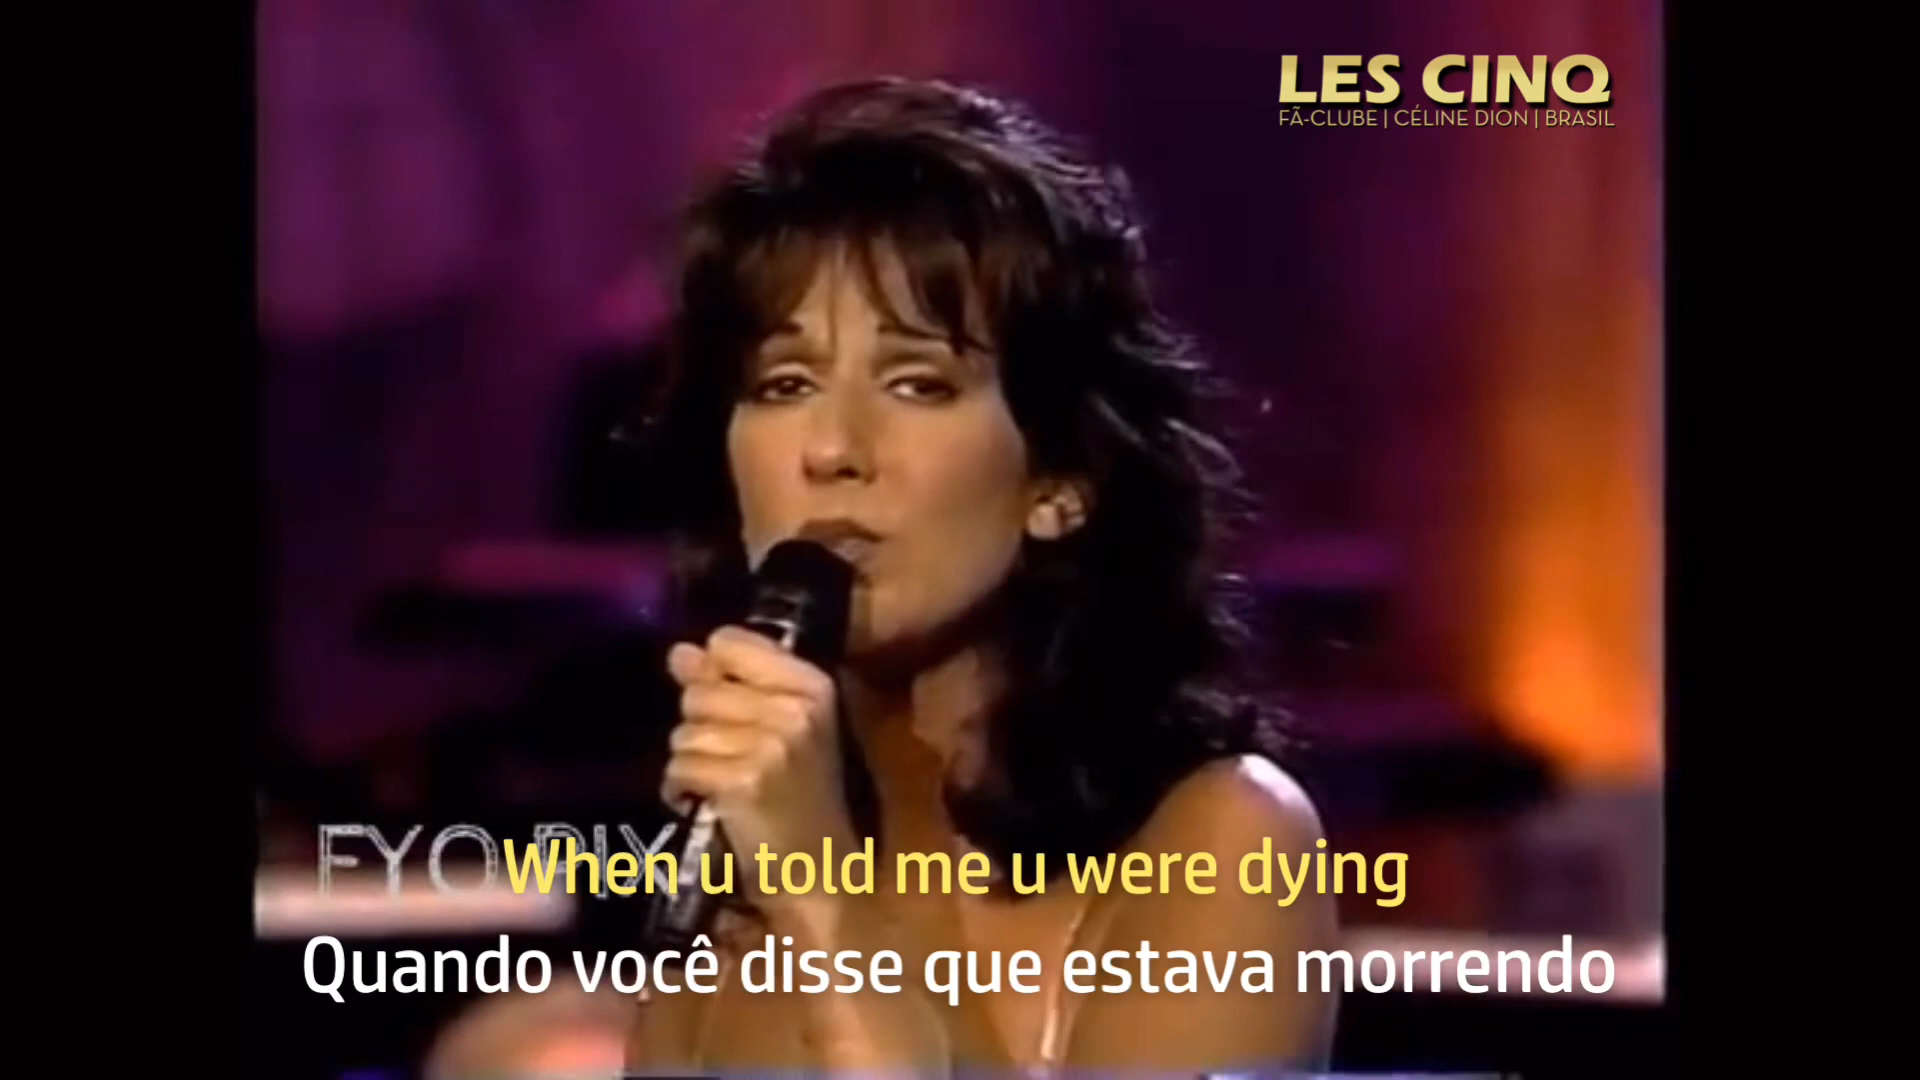 LES CINQ
FÃ-CLUBE | CÉLINE DION | BRASIL
When u told me u were dying
Quando você disse que estava morrendo